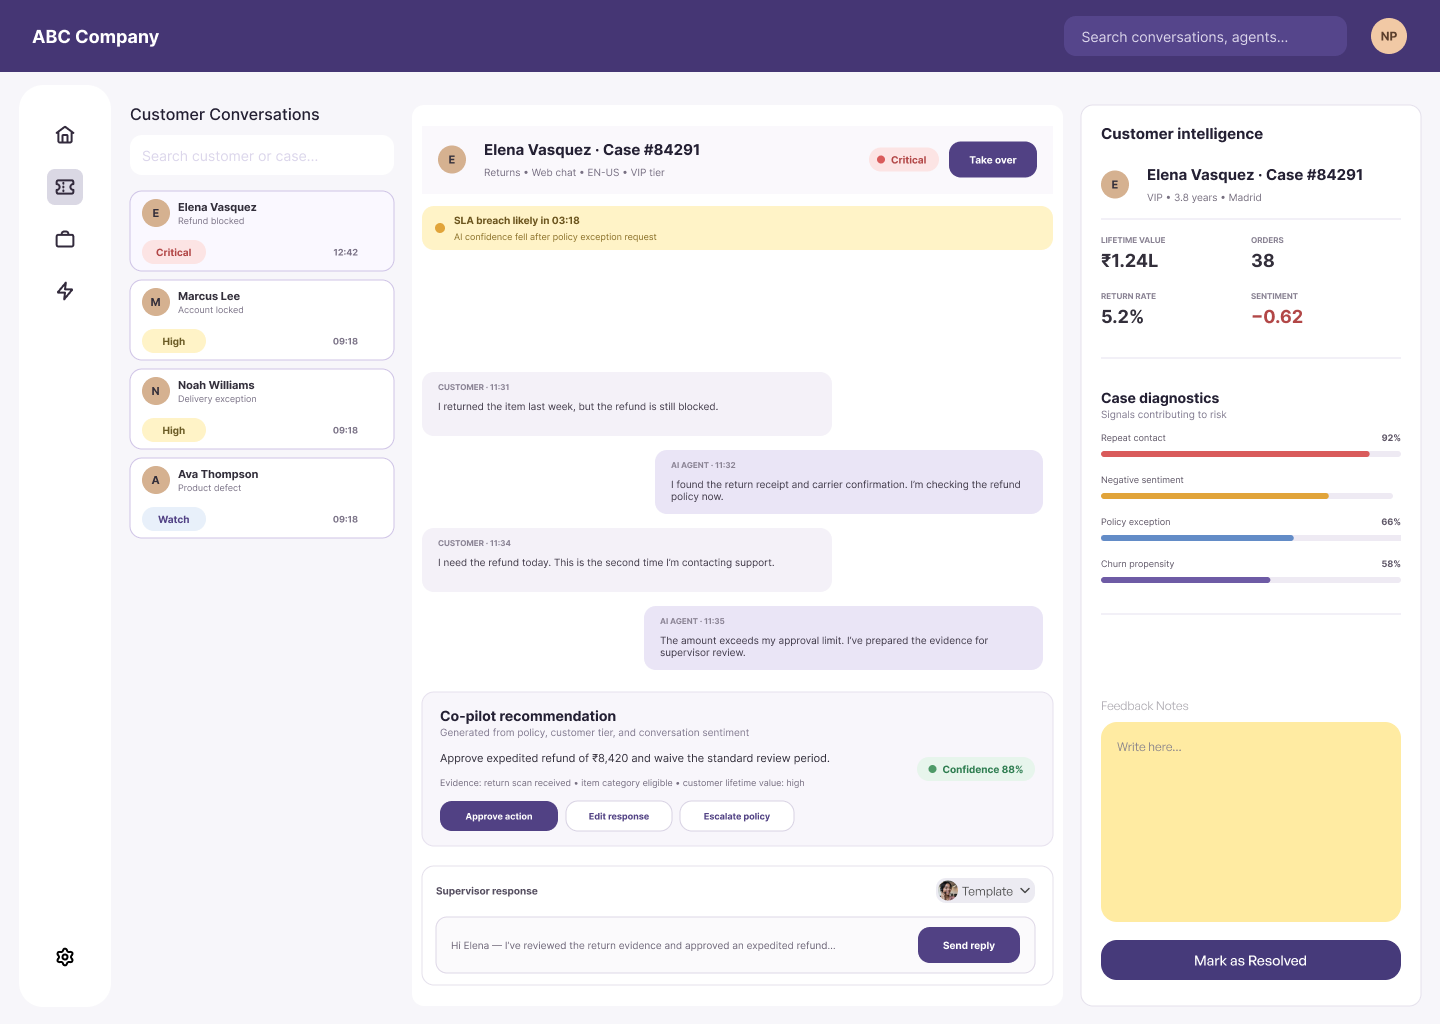 ABC Company
Search conversations, agents...
NP
Customer Conversations
Search customer or case...
E
Elena Vasquez
Refund blocked
Critical
12:42
M
Marcus Lee
Account locked
High
09:18
N
Noah Williams
Delivery exception
High
09:18
A
Ava Thompson
Product defect
Watch
09:18
E
Elena Vasquez · Case #84291
Returns • Web chat • EN-US • VIP tier
Critical
Take over
SLA breach likely in 03:18
AI confidence fell after policy exception request
CUSTOMER · 11:31
I returned the item last week, but the refund is still blocked.
AI AGENT · 11:32
I found the return receipt and carrier confirmation. I’m checking the refund
policy now.
CUSTOMER · 11:34
I need the refund today. This is the second time I’m contacting support.
AI AGENT · 11:35
The amount exceeds my approval limit. I’ve prepared the evidence for
supervisor review.
Co-pilot recommendation
Generated from policy, customer tier, and conversation sentiment
Approve expedited refund of ₹8,420 and waive the standard review period.
Evidence: return scan received • item category eligible • customer lifetime value: high
Confidence 88%
Approve action
Edit response
Escalate policy
Supervisor response
Template
Hi Elena — I’ve reviewed the return evidence and approved an expedited refund...
Send reply
Customer intelligence
E
Elena Vasquez · Case #84291
VIP • 3.8 years • Madrid
LIFETIME VALUE
₹1.24L
ORDERS
38
RETURN RATE
5.2%
SENTIMENT
−0.62
Case diagnostics
Signals contributing to risk
Repeat contact
92%
Negative sentiment
Policy exception
66%
Churn propensity
58%
Feedback Notes
Write here...
Mark as Resolved